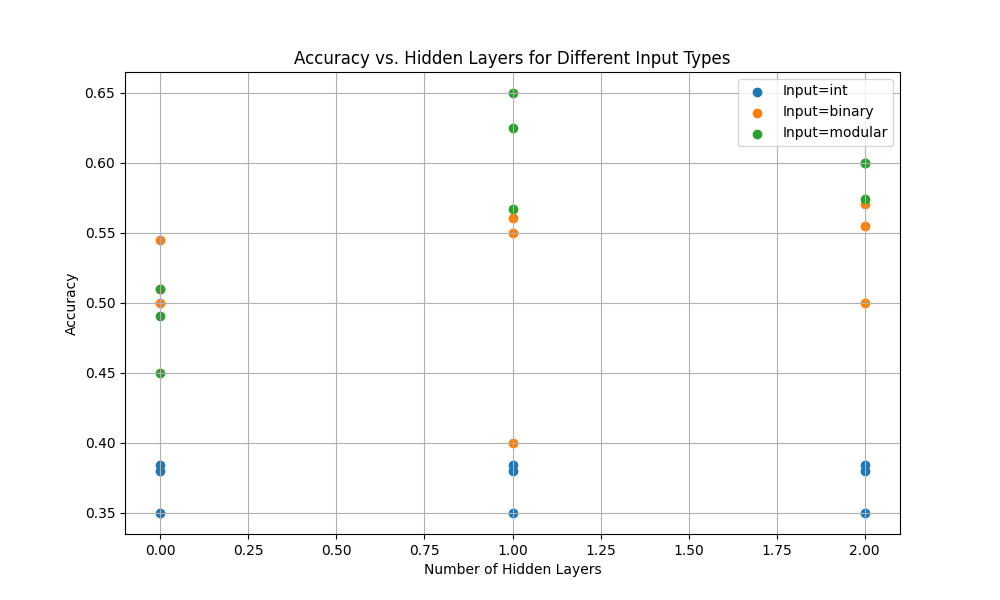 Accuracy vs. Hidden Layers for Different Input Types
Input=int
Input=binary
Input=modular
Accuracy
0.65
0.60
0.55
0.50
0.45
0.40
0.35
0.00 0.25 0.50 0.75 1.00 1.25 1.50 1.75 2.00
Number of Hidden Layers